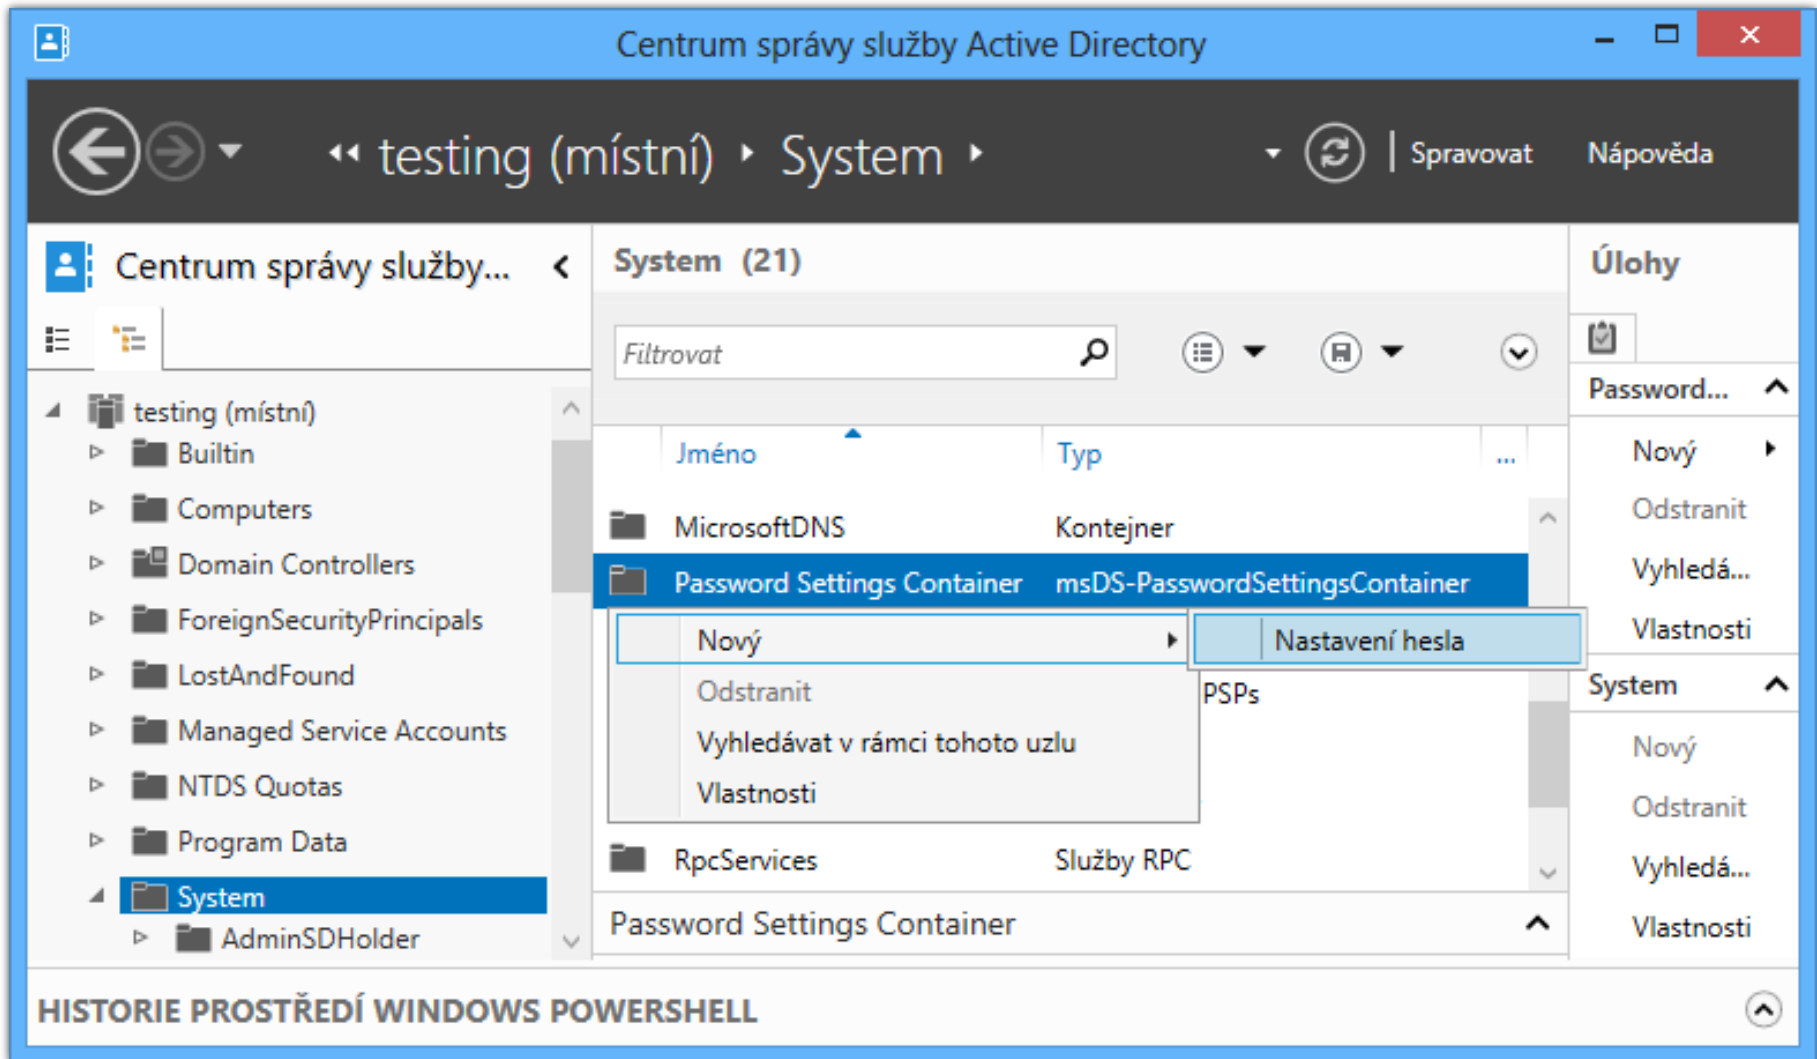 Centrum správy služby Active Directory
testing (místní) System
Spravovat Nápověda
Centrum správy služby...
testing (místní)
Builtin
Computers
Domain Controllers
ForeignSecurityPrincipals
LostAndFound
Managed Service Accounts
NTDS Quotas
Program Data
System
AdminSDHolder
System (21)
Filtrovat
Jméno Typ ...
MicrosoftDNS Kontejner
Password Settings Container msDS-PasswordSettingsContainer
Nový
Nastavení hesla
Odstranit
PSPs
Vyhledávat v rámci tohoto uzlu
Vlastnosti
RpcServices Služby RPC
Password Settings Container
Úlohy
Password...
Nový
Odstranit
Vyhledá...
Vlastnosti
System
Nový
Odstranit
Vyhledá...
Vlastnosti
HISTORIE PROSTŘEDÍ WINDOWS POWERSHELL